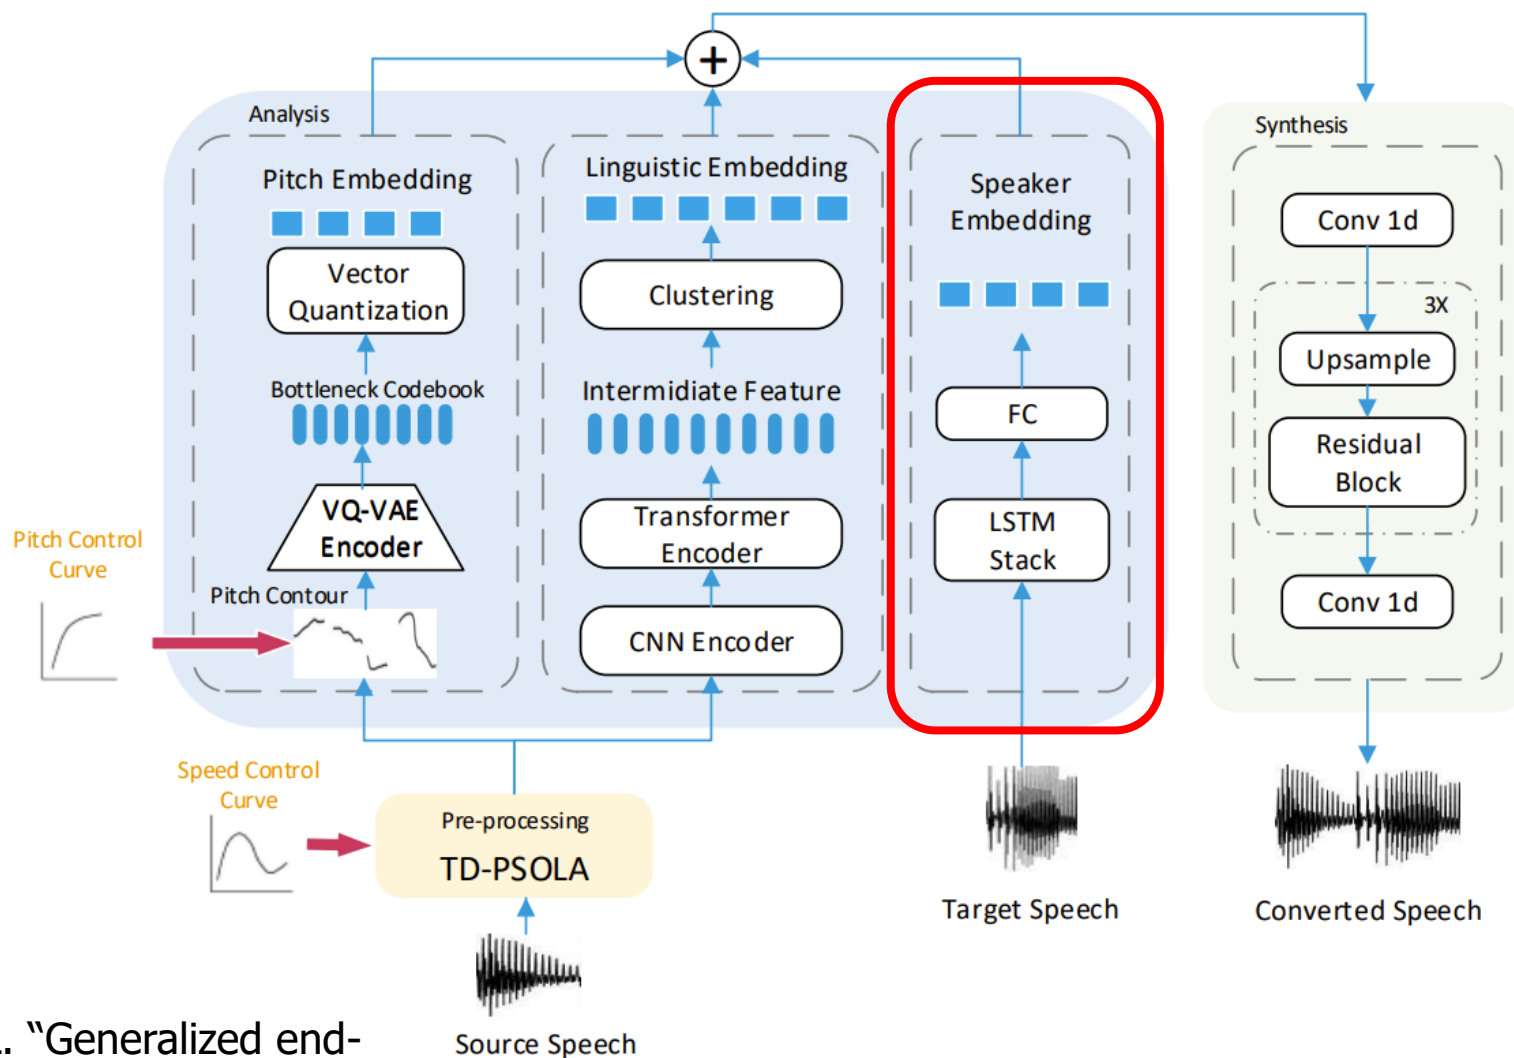 +
Analysis
Pitch Embedding
Vector
Quantization
Bottleneck Codebook
VQ-VAE
Encoder
Pitch Contour
Pitch Control
Curve
Linguistic Embedding
Clustering
Intermidiate Feature
Transformer
Encoder
CNN Encoder
Speaker
Embedding
FC
LSTM
Stack
Synthesis
Conv 1d
3X
Upsample
Residual
Block
Conv 1d
Speed Control
Curve
Pre-processing
TD-PSOLA
Target Speech
Converted Speech
Source Speech
. “Generalized end-